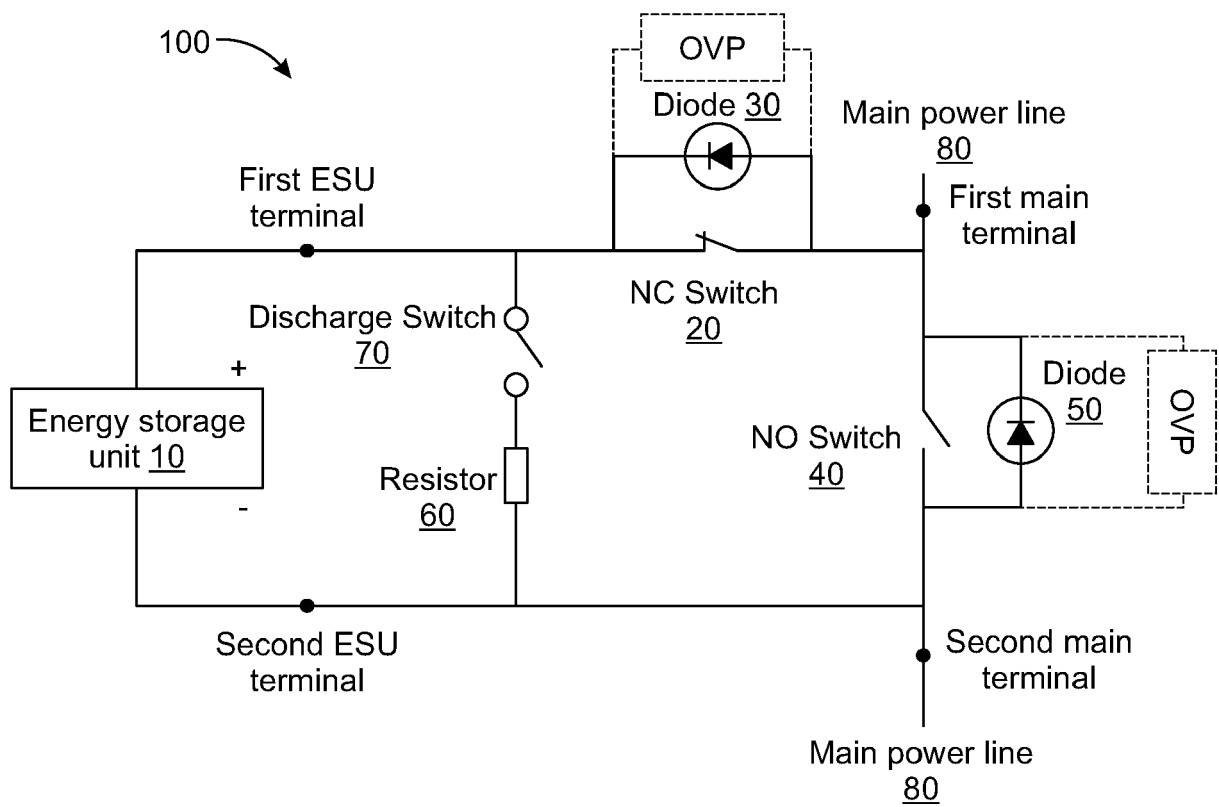 100
OVP
Diode 30
Main power line
80
First ESU
terminal
First main
terminal
NC Switch
20
Discharge Switch
70
+
Energy storage
unit 10
-
Resistor
60
NO Switch
40
Diode
50
OVP
Second ESU
terminal
Second main
terminal
Main power line
80